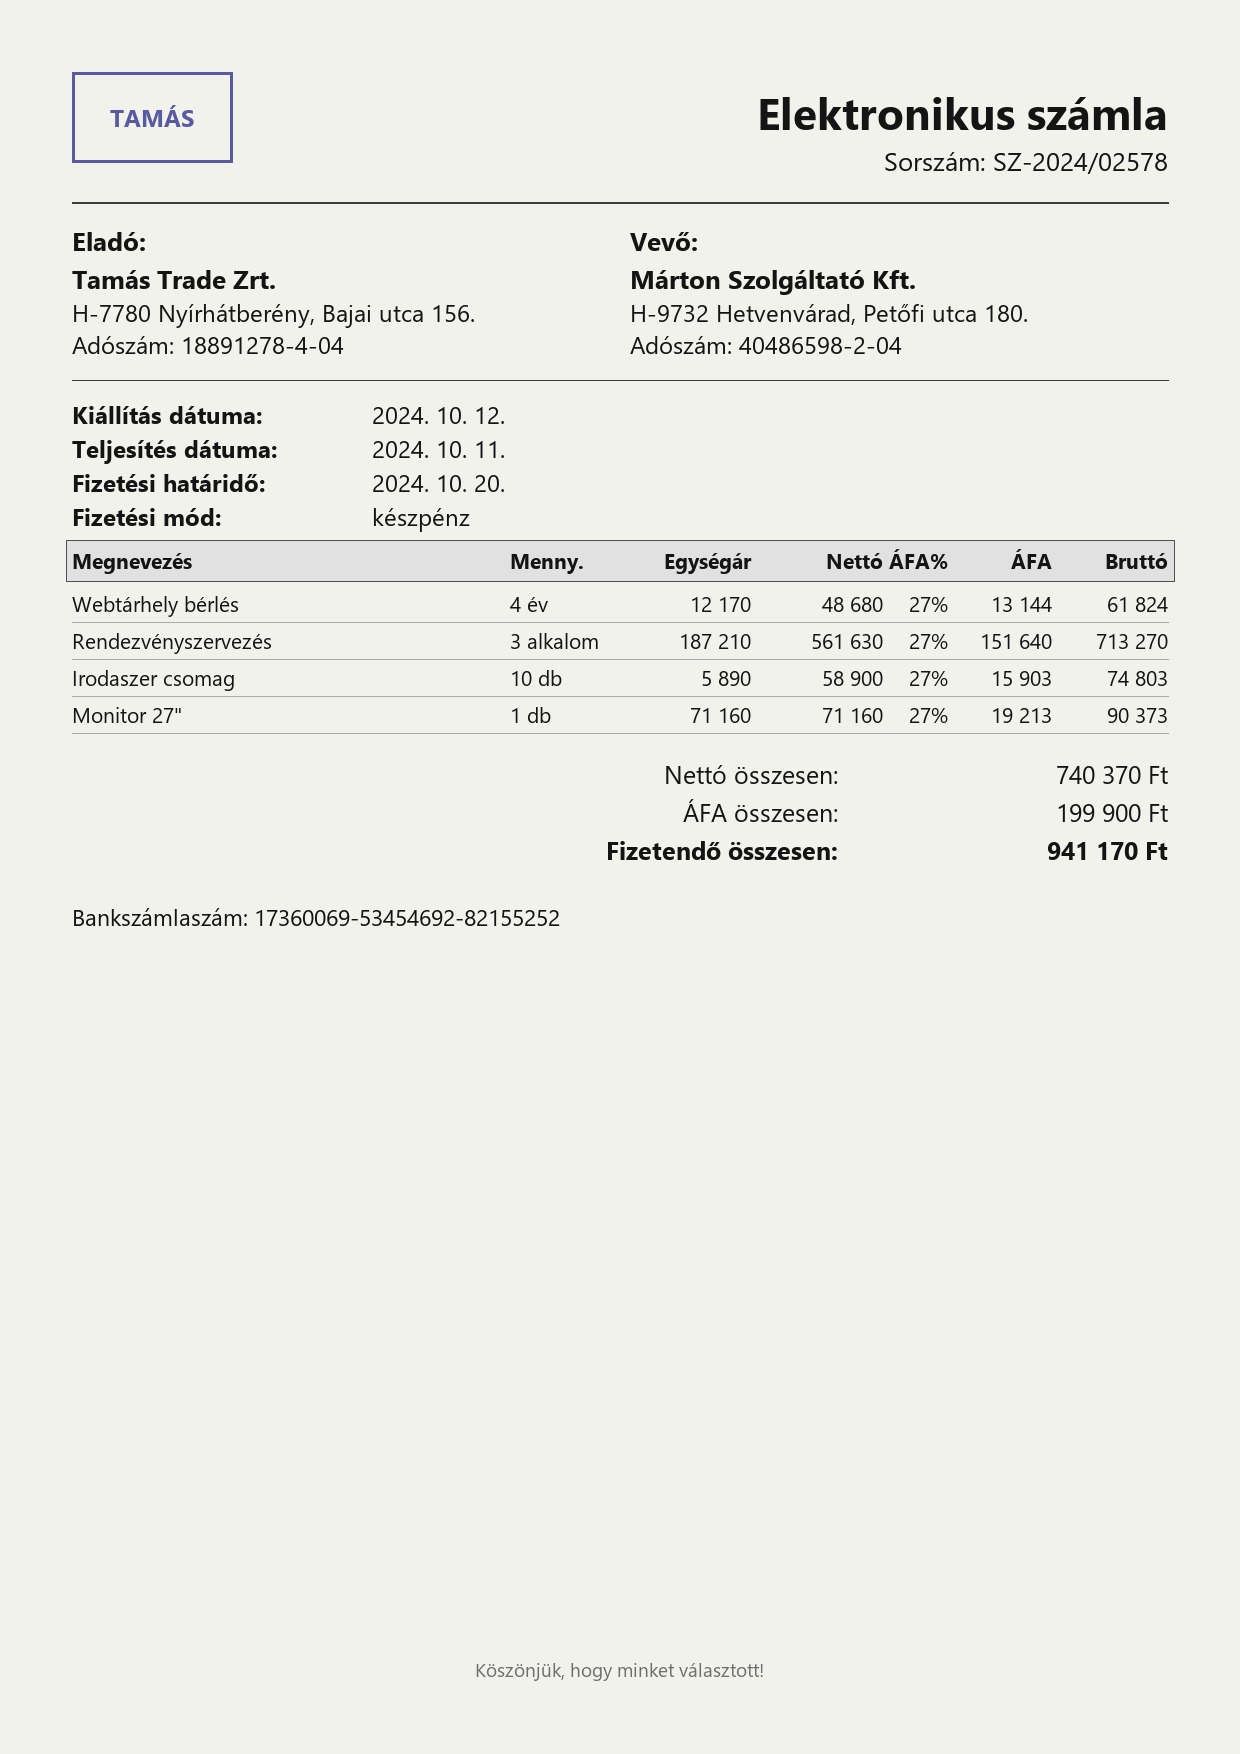 TAMÁS
Elektronikus számla
Sorszám: SZ-2024/02578
Eladó:
Tamás Trade Zrt.
H-7780 Nyírhátberény, Bajai utca 156.
Adószám: 18891278-4-04
Vevő:
Márton Szolgáltató Kft.
H-9732 Hetvenvárad, Petőfi utca 180.
Adószám: 40486598-2-04
Kiállítás dátuma: 2024. 10. 12.
Teljesítés dátuma: 2024. 10. 11.
Fizetési határidő: 2024. 10. 20.
Fizetési mód: készpénz
Megnevezés Menny. Egységár Nettó ÁFA% ÁFA Bruttó
Webtárhely bérlés 4 év 12 170 48 680 27% 13 144 61 824
Rendezvényszervezés 3 alkalom 187 210 561 630 27% 151 640 713 270
Irodaszer csomag 10 db 5 890 58 900 27% 15 903 74 803
Monitor 27" 1 db 71 160 71 160 27% 19 213 90 373
Nettó összesen: 740 370 Ft
ÁFA összesen: 199 900 Ft
Fizetendő összesen: 941 170 Ft
Bankszámlaszám: 17360069-53454692-82155252
Köszönjük, hogy minket választott!